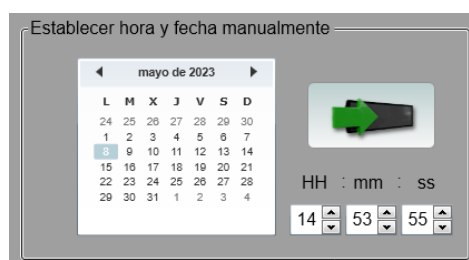 Establecer hora y fecha manualmente
mayo de 2023
L M X J V S D
24 25 26 27 28 29 30
1 2 3 4 5 6 7
8 9 10 11 12 13 14
15 16 17 18 19 20 21
22 23 24 25 26 27 28
29 30 31 1 2 3 4
HH : mm : ss
14 53 55